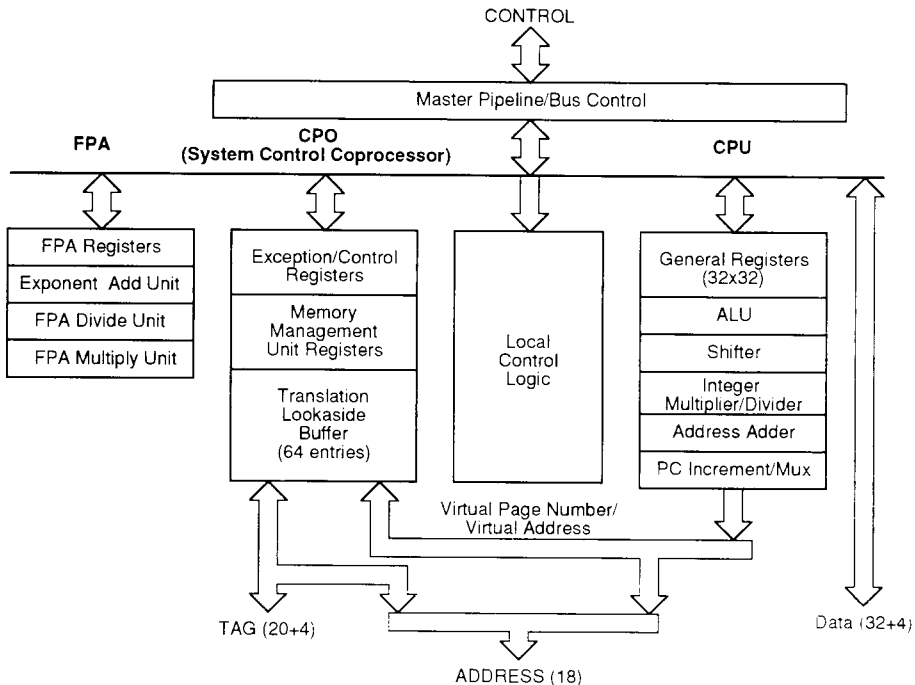 CONTROL
Master Pipeline/Bus Control
FPA
CPO
(System Control Coprocessor)
CPU
FPA Registers
Exponent Add Unit
FPA Divide Unit
FPA Multiply Unit
Exception/Control
Registers
Memory
Management
Unit Registers
Translation
Lookaside
Buffer
(64 entries)
Local
Control
Logic
General Registers
(32x32)
ALU
Shifter
Integer
Multiplier/Divider
Address Adder
PC Increment/Mux
Virtual Page Number/
Virtual Address
TAG (20+4)
Data (32+4)
ADDRESS (18)